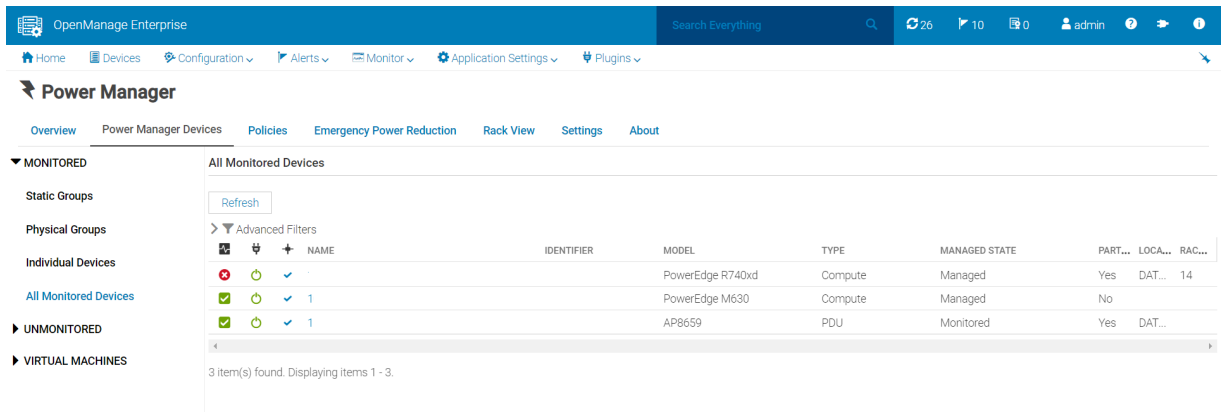 OpenManage Enterprise Search Everything 26 10 0 admin
Home Devices Configuration Alerts Monitor Application Settings Plugins
Power Manager
Overview Power Manager Devices Policies Emergency Power Reduction Rack View Settings About
MONITORED
Static Groups
Physical Groups
Individual Devices
All Monitored Devices
UNMONITORED
VIRTUAL MACHINES
All Monitored Devices
Refresh
Advanced Filters
NAME IDENTIFIER MODEL TYPE MANAGED STATE PART... LOCA... RAC...
PowerEdge R740xd Compute Managed Yes DAT... 14
1 PowerEdge M630 Compute Managed No
1 AP8659 PDU Monitored Yes DAT...
3 item(s) found. Displaying items 1 - 3.